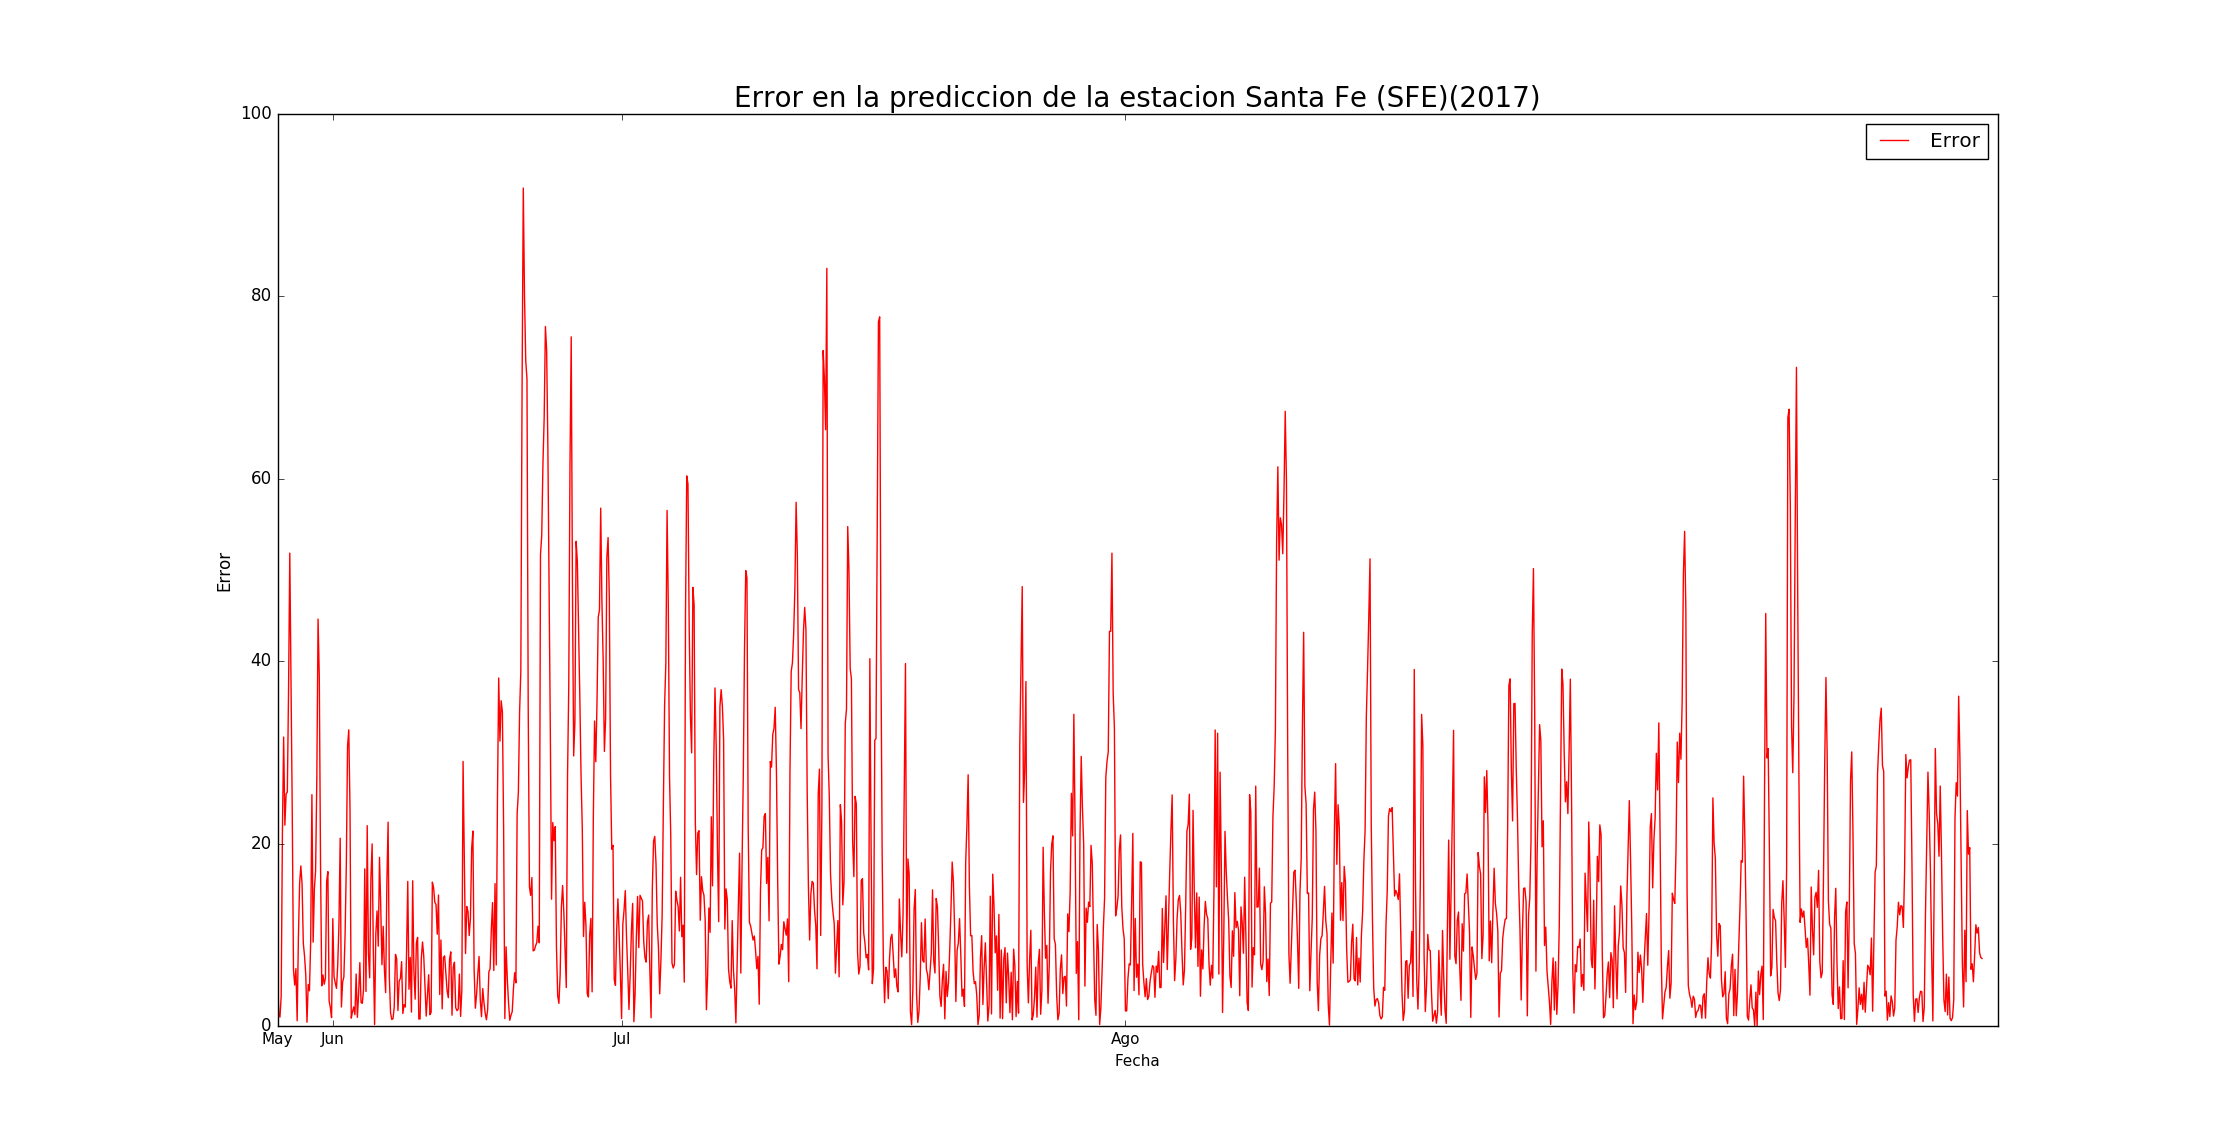 Error en la prediccion de la estacion Santa Fe (SFE)(2017)
100
Error
80
60
Error
40
20
0
May Jun Jul Ago
Fecha